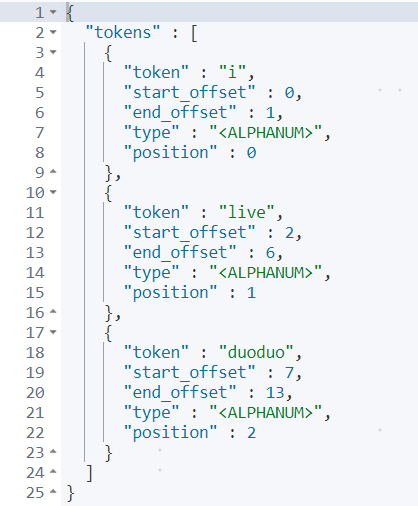 1 {
2 "tokens" : [
3 {
4 "token" : "i",
5 "start_offset" : 0,
6 "end_offset" : 1,
7 "type" : "<ALPHANUM>",
8 "position" : 0
9 },
10 {
11 "token" : "live",
12 "start_offset" : 2,
13 "end_offset" : 6,
14 "type" : "<ALPHANUM>",
15 "position" : 1
16 },
17 {
18 "token" : "duoduo",
19 "start_offset" : 7,
20 "end_offset" : 13,
21 "type" : "<ALPHANUM>",
22 "position" : 2
23 }
24 ]
25 }